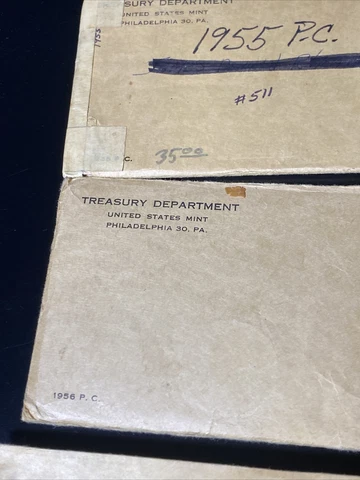 TREASURY DEPARTMENT
UNITED STATES MINT
PHILADELPHIA 30, PA.
1955
1955 P.C.
#511
35.00
P.C.
TREASURY DEPARTMENT
UNITED STATES MINT
PHILADELPHIA 30, PA.
1956 P. C.